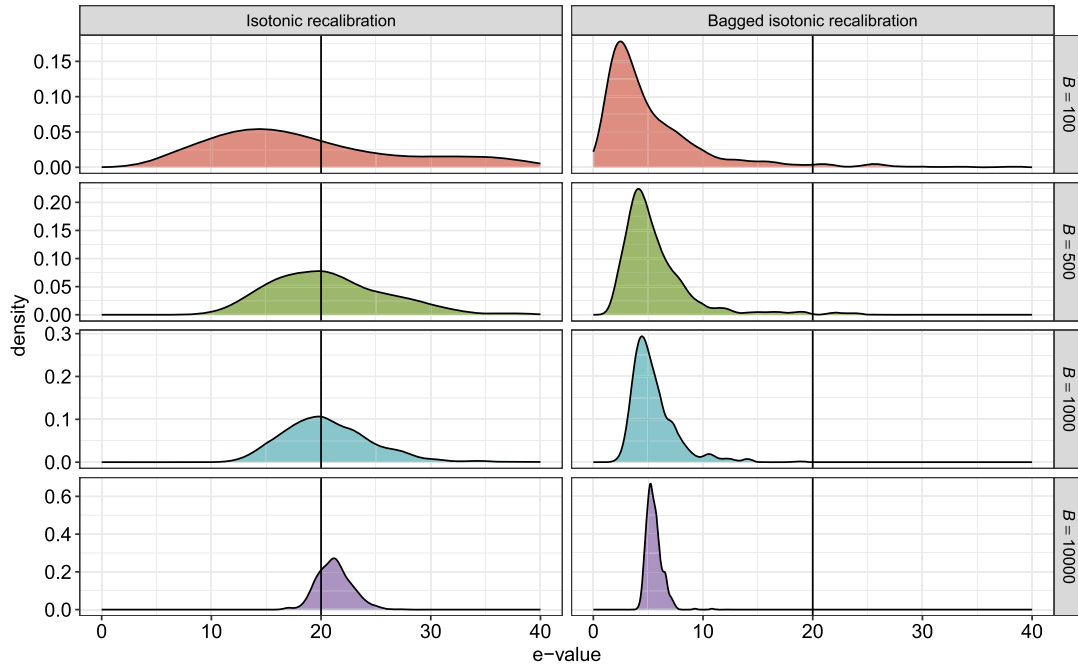 Isotonic recalibration
Bagged isotonic recalibration
0.15
0.10
0.05
0.00
B = 100
0.20
0.15
0.10
0.05
0.00
B = 500
0.3
0.2
0.1
0.0
B = 1000
0.6
0.4
0.2
0.0
B = 10000
density
0 10 20 30 40
0 10 20 30 40
e−value